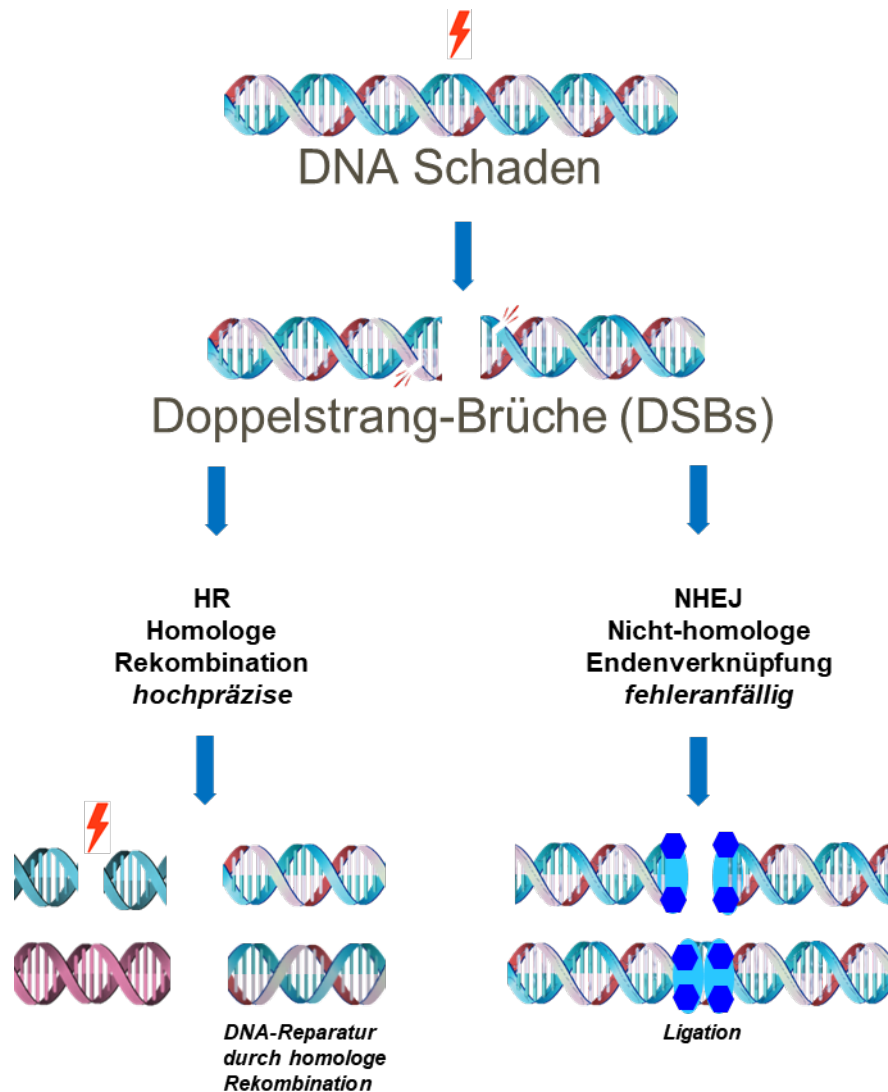 DNA Schaden
Doppelstrang-Brüche (DSBs)
HR
Homologe
Rekombination
hochpräzise
NHEJ
Nicht-homologe
Endenverknüpfung
fehleranfällig
DNA-Reparatur
durch homologe
Rekombination
Ligation